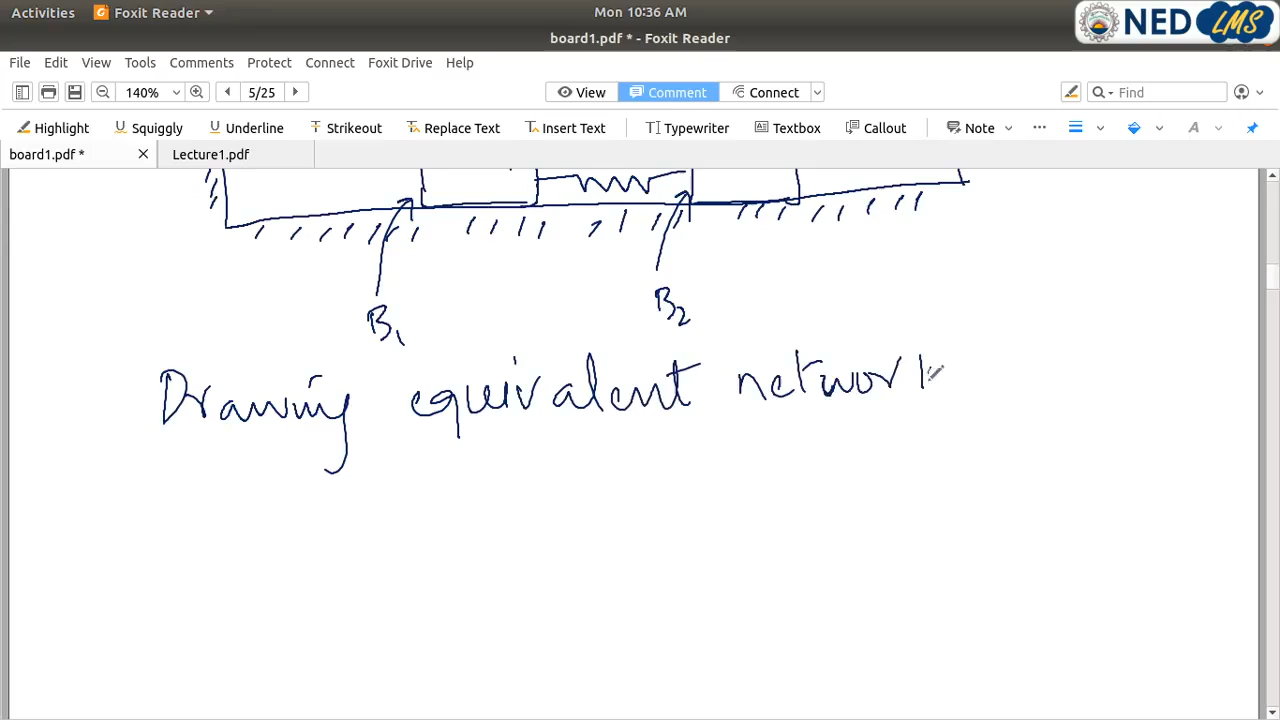 Activities Foxit Reader Mon 10:36 AM
NED LMS
board1.pdf * - Foxit Reader
File Edit View Tools Comments Protect Connect Foxit Drive Help
140% 5/25 View Comment Connect Find
Highlight Squiggly Underline Strikeout Replace Text Insert Text Typewriter Textbox Callout Note ··· A
board1.pdf * Lecture1.pdf
B1 B2
Drawing equivalent network